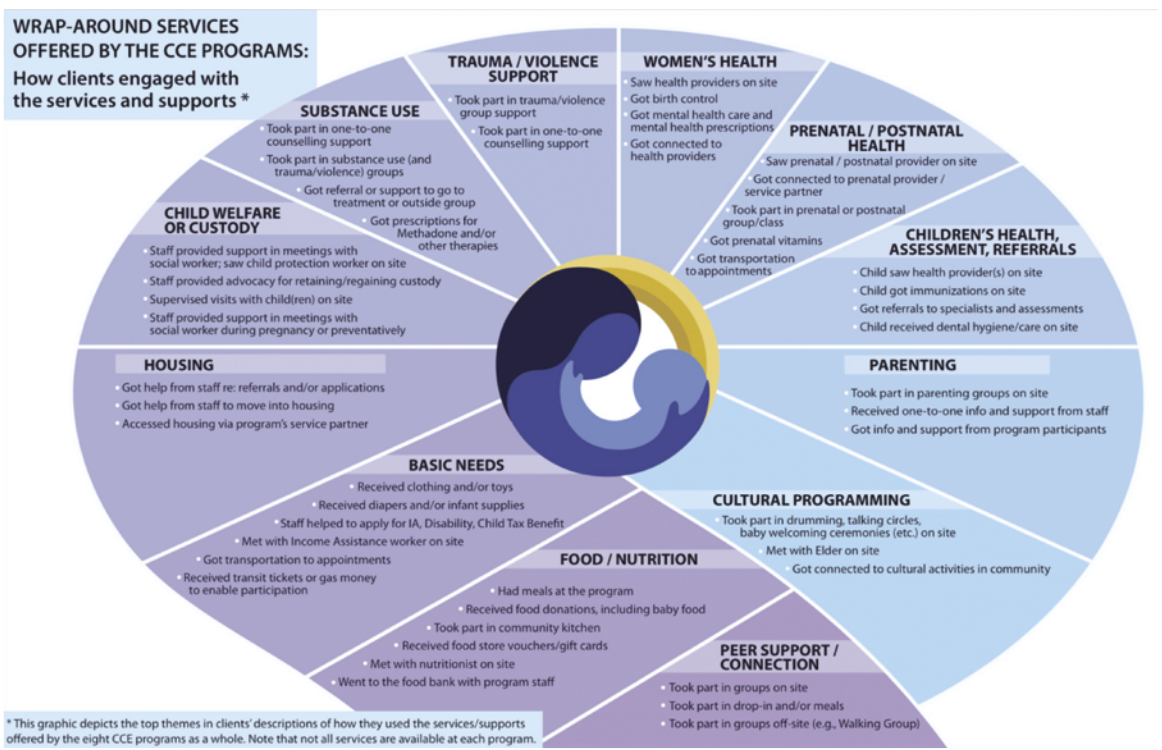 WRAP-AROUND SERVICES
OFFERED BY THE CCE PROGRAMS:
How clients engaged with
the services and supports *
TRAUMA / VIOLENCE
SUPPORT
• Took part in trauma/violence
group support
• Took part in one-to-one
counselling support
WOMEN'S HEALTH
• Saw health providers on site
• Got birth control
• Got mental health care and
mental health prescriptions
• Got connected to
health providers
SUBSTANCE USE
• Took part in one-to-one
counselling support
• Took part in substance use (and
trauma/violence) groups
• Got referral or support to go to
treatment or outside group
• Got prescriptions for
Methadone and/or
other therapies
PRENATAL / POSTNATAL
HEALTH
• Saw prenatal / postnatal provider on site
• Got connected to prenatal provider /
service partner
• Took part in prenatal or postnatal
group/class
• Got prenatal vitamins
• Got transportation
to appointments
CHILD WELFARE
OR CUSTODY
• Staff provided support in meetings with
social worker; saw child protection worker on site
• Staff provided advocacy for retaining/regaining custody
• Supervised visits with child(ren) on site
• Staff provided support in meetings with
social worker during pregnancy or preventatively
CHILDREN'S HEALTH,
ASSESSMENT, REFERRALS
• Child saw health provider(s) on site
• Child got immunizations on site
• Got referrals to specialists and assessments
• Child received dental hygiene/care on site
HOUSING
• Got help from staff re: referrals and/or applications
• Got help from staff to move into housing
• Accessed housing via program's service partner
PARENTING
• Took part in parenting groups on site
• Received one-to-one info and support from staff
• Got info and support from program participants
BASIC NEEDS
• Received clothing and/or toys
• Received diapers and/or infant supplies
• Staff helped to apply for IA, Disability, Child Tax Benefit
• Met with Income Assistance worker on site
• Got transportation to appointments
• Received transit tickets or gas money
to enable participation
CULTURAL PROGRAMMING
• Took part in drumming, talking circles,
baby welcoming ceremonies (etc.) on site
• Met with Elder on site
• Got connected to cultural activities in community
FOOD / NUTRITION
• Had meals at the program
• Received food donations, including baby food
• Took part in community kitchen
• Received food store vouchers/gift cards
• Met with nutritionist on site
• Went to the food bank with program staff
PEER SUPPORT /
CONNECTION
• Took part in groups on site
• Took part in drop-in and/or meals
• Took part in groups off-site (e.g., Walking Group)
* This graphic depicts the top themes in clients' descriptions of how they used the services/supports
offered by the eight CCE programs as a whole. Note that not all services are available at each program.